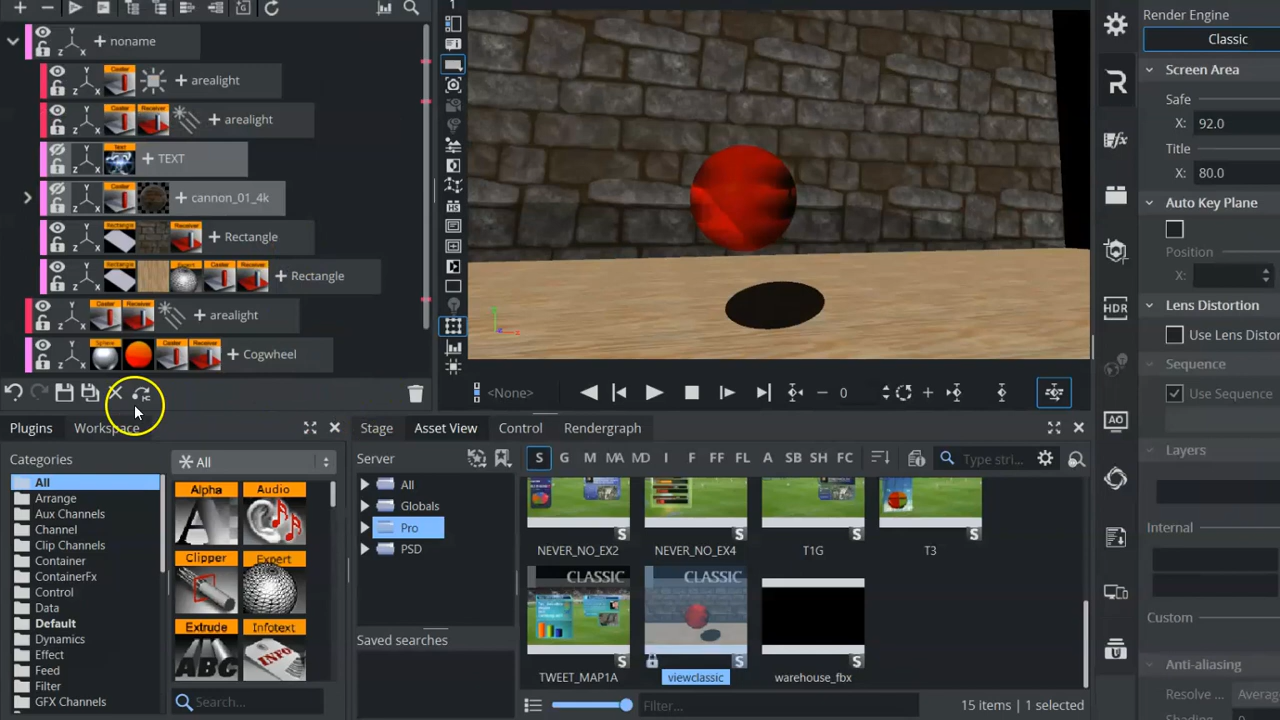 noname
arealight
arealight
TEXT
cannon_01_4k
Rectangle
Rectangle
arealight
Cogwheel
Plugins Workspace
Categories
All
Arrange
Aux Channels
Channel
Clip Channels
Container
ContainerFx
Control
Data
Default
Dynamics
Effect
Feed
Filter
GFX Channels
All
Alpha Audio
Clipper Expert
Extrude Infotext
ABC INFO
Search...
<None> 0
Stage Asset View Control Rendergraph
Server
All
Globals
Pro
PSD
Saved searches
S G M MA MD I F FF FL A SB SH FC Type stri...
NEVER_NO_EX2 NEVER_NO_EX4 T1G T3
CLASSIC CLASSIC
TWEET_MAP1A viewclassic warehouse_fbx
Filter... 15 items | 1 selected
Render Engine
Classic
Screen Area
Safe
X: 92.0
Title
X: 80.0
Auto Key Plane
Position
X:
Lens Distortion
Use Lens Distor
Sequence
Use Sequence
Layers
Internal
Custom
Anti-aliasing
Resolve ... Average